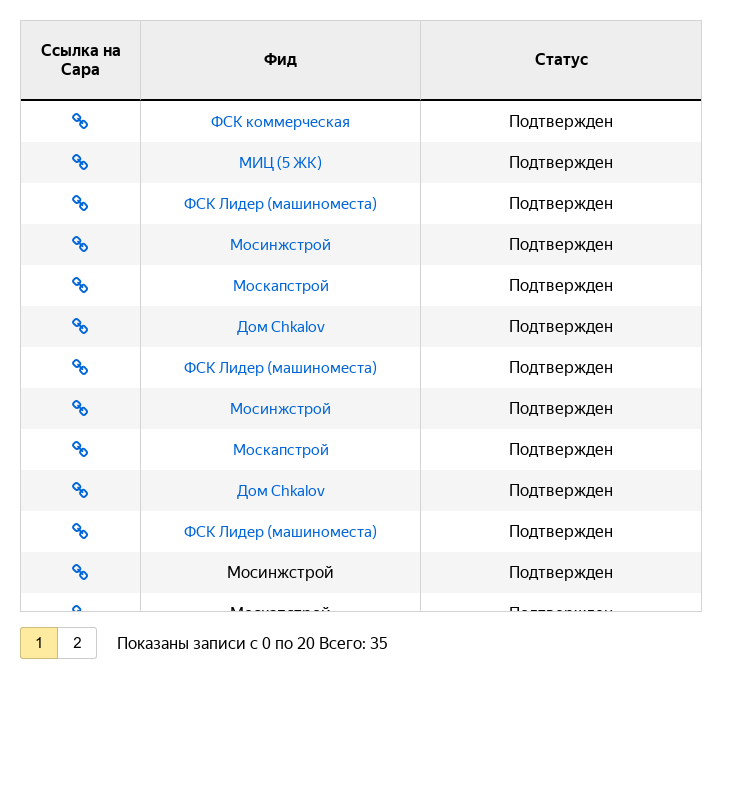 Ссылка на Сара Фид Статус
ФСК коммерческая Подтвержден
МИЦ (5 ЖК) Подтвержден
ФСК Лидер (машиноместа) Подтвержден
Мосинжстрой Подтвержден
Москапстрой Подтвержден
Дом Chkalov Подтвержден
ФСК Лидер (машиноместа) Подтвержден
Мосинжстрой Подтвержден
Москапстрой Подтвержден
Дом Chkalov Подтвержден
ФСК Лидер (машиноместа) Подтвержден
Мосинжстрой Подтвержден
Москапстрой Подтвержден
1 2 Показаны записи с 0 по 20 Всего: 35